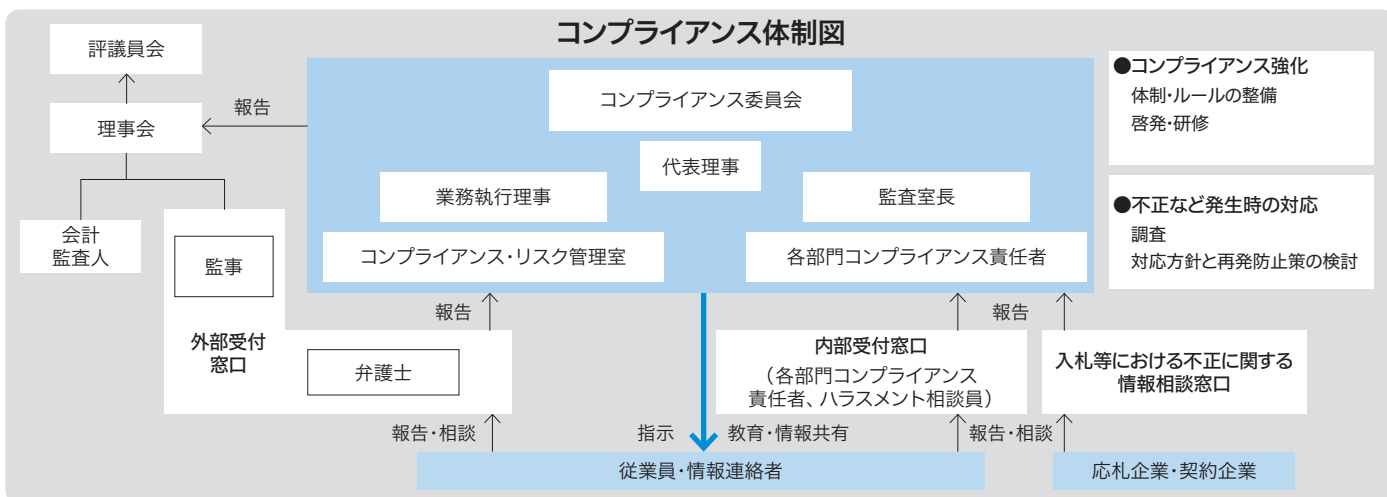 コンプライアンス体制図
評議員会
理事会
報告
会計
監査人
監事
外部受付
窓口
弁護士
コンプライアンス委員会
代表理事
業務執行理事
監査室長
コンプライアンス・リスク管理室
各部門コンプライアンス責任者
●コンプライアンス強化
体制・ルールの整備
啓発・研修
●不正など発生時の対応
調査
対応方針と再発防止策の検討
報告
報告
内部受付窓口
（各部門コンプライアンス
責任者、ハラスメント相談員）
入札等における不正に関する
情報相談窓口
報告・相談
指示
教育・情報共有
報告・相談
従業員・情報連絡者
応札企業・契約企業